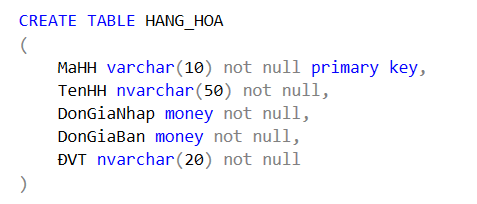 CREATE TABLE HANG_HOA
(
MaHH varchar(10) not null primary key,
TenHH nvarchar(50) not null,
DonGiaNhap money not null,
DonGiaBan money not null,
ĐVT nvarchar(20) not null
)